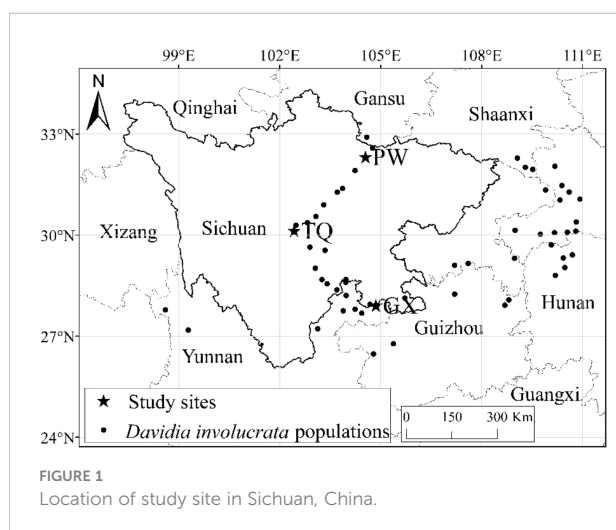 99°E 102°E 105°E 108°E 111°E
N
Qinghai Gansu Shaanxi
33°N
PW
Xizang Sichuan TQ
30°N
GX Hunan
Guizhou
27°N
Yunnan
Guangxi
Study sites
Davidia involucrata populations
0 150 300 Km
24°N
FIGURE 1
Location of study site in Sichuan, China.